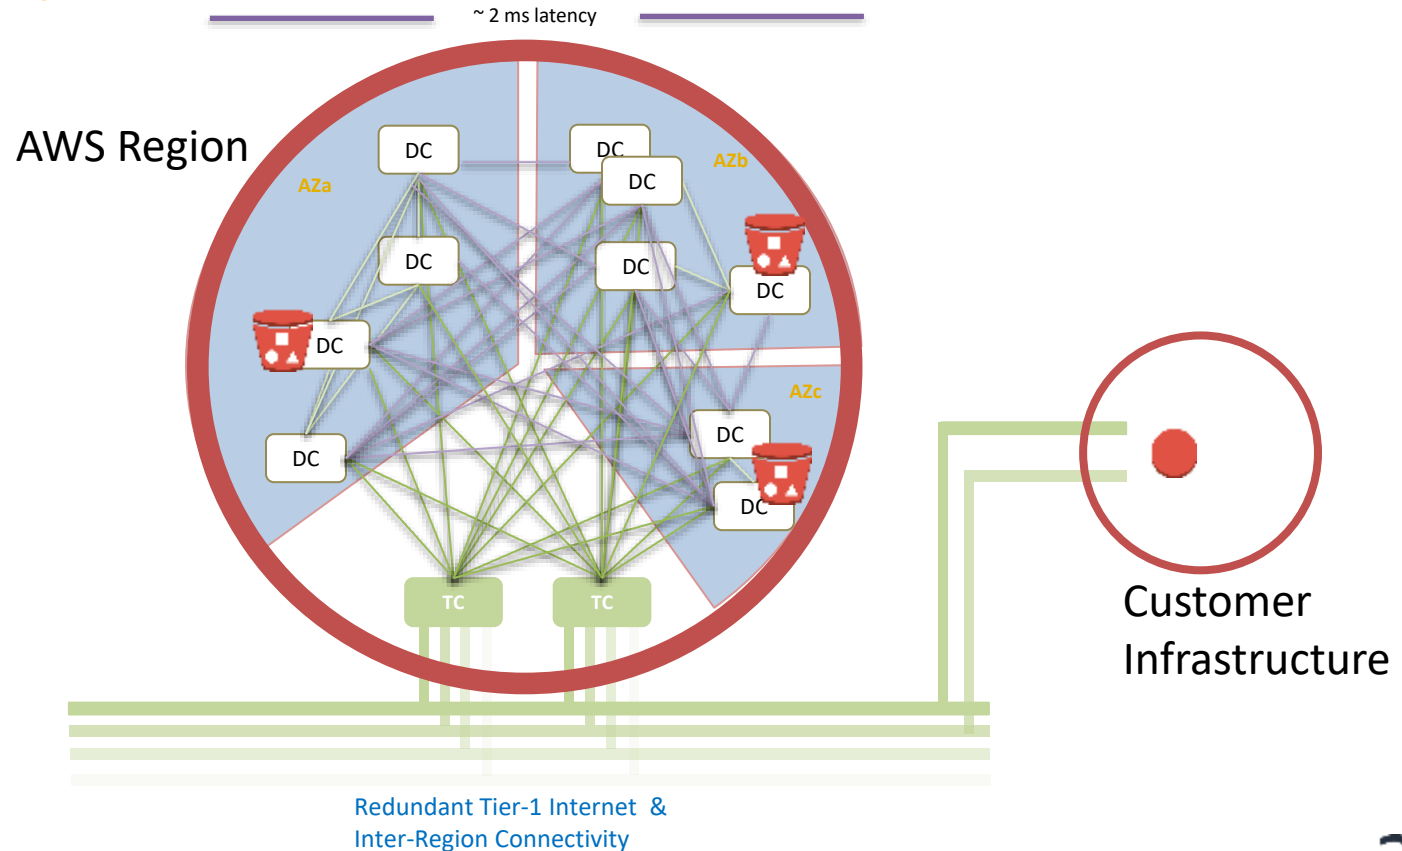 ~ 2 ms latency
AWS Region
AZa
AZb
AZc
DC
DC
DC
DC
DC
DC
DC
DC
DC
DC
TC
TC
Customer
Infrastructure
Redundant Tier-1 Internet &
Inter-Region Connectivity